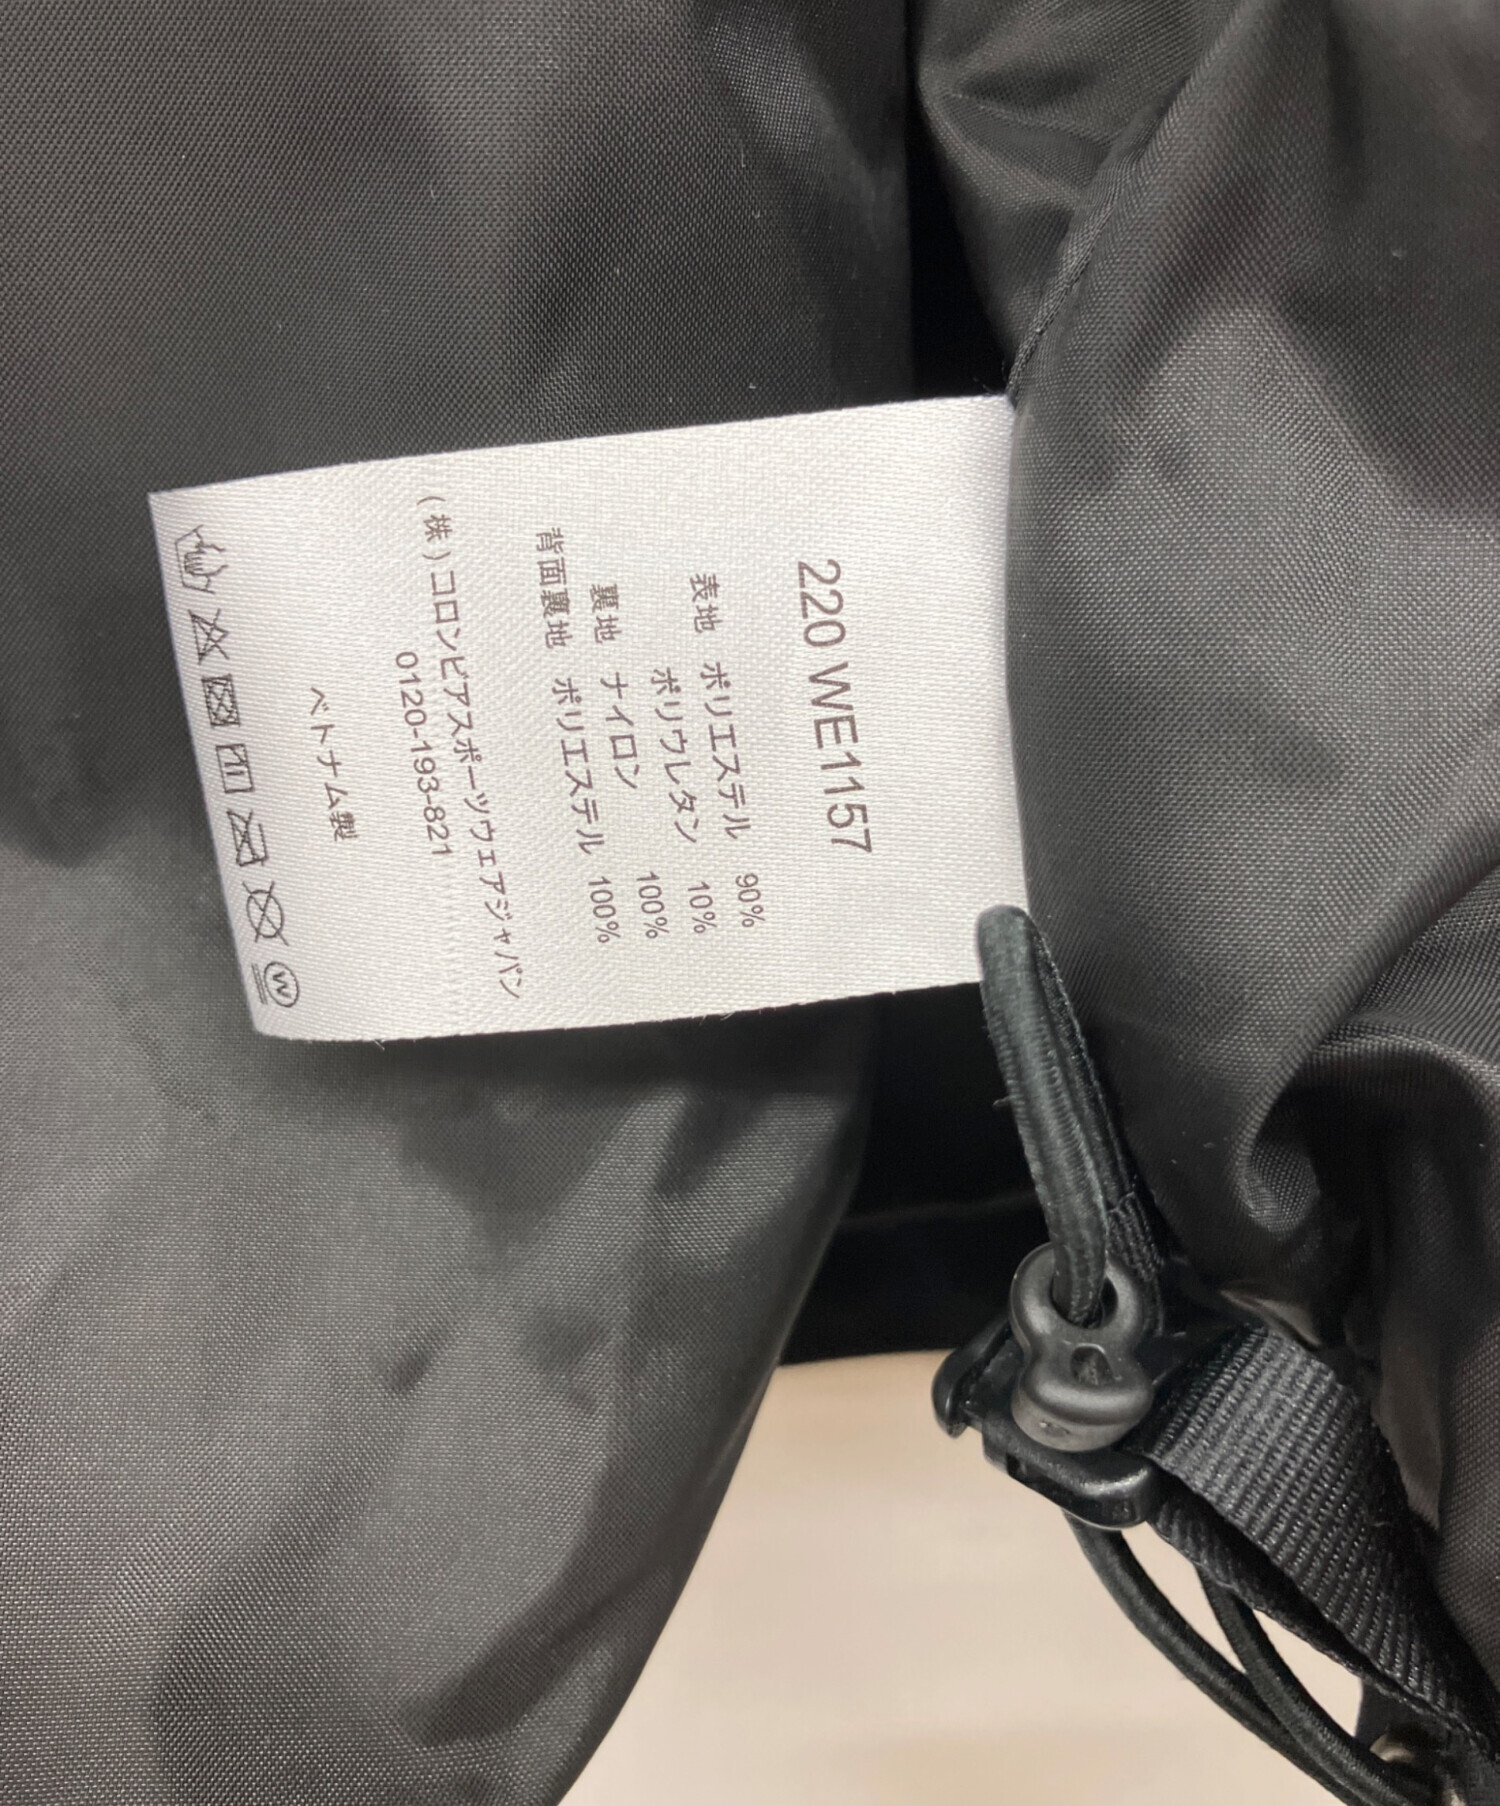 220 WE1157
表地 ポリエステル 90%
ポリウレタン 10%
裏地 ナイロン 100%
背面裏地 ポリエステル 100%
(株)コロンビアスポーツウェアジャパン
0120-193-821
ベトナム製
W